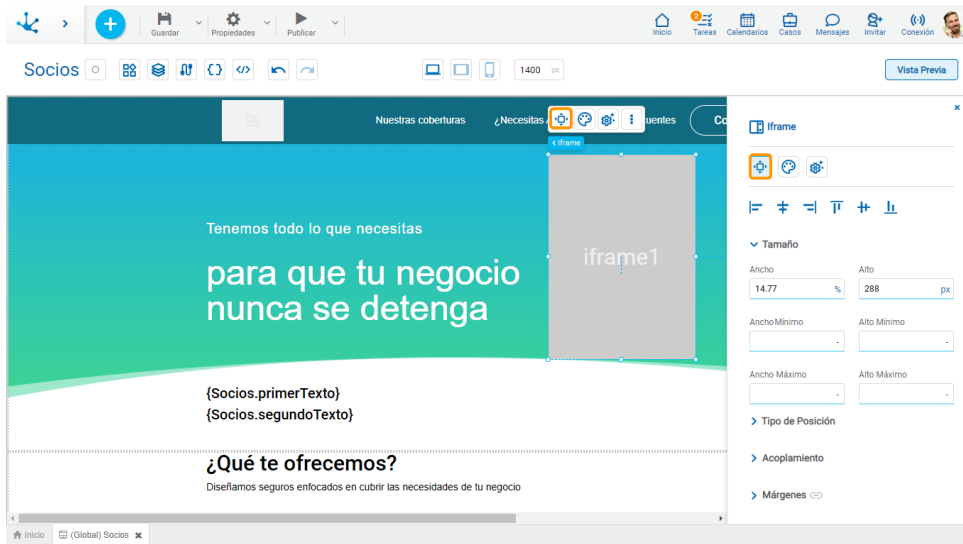 Guardar
Propiedades
Publicar
Inicio
2
Tareas
Calendarios
Casos
Mensajes
Invitar
Conexión
Socios
1400 px
Vista Previa
Nuestras coberturas
¿Necesitas
uentes
Co
Iframe
Tenemos todo lo que necesitas
para que tu negocio
nunca se detenga
iframe1
{Socios.primerTexto}
{Socios.segundoTexto}
¿Qué te ofrecemos?
Diseñamos seguros enfocados en cubrir las necesidades de tu negocio
Iframe
Tamaño
Ancho
Alto
14.77 %
288 px
Ancho Mínimo
Alto Mínimo
-
-
Ancho Máximo
Alto Máximo
-
-
Tipo de Posición
Acoplamiento
Márgenes
Inicio
(Global) Socios